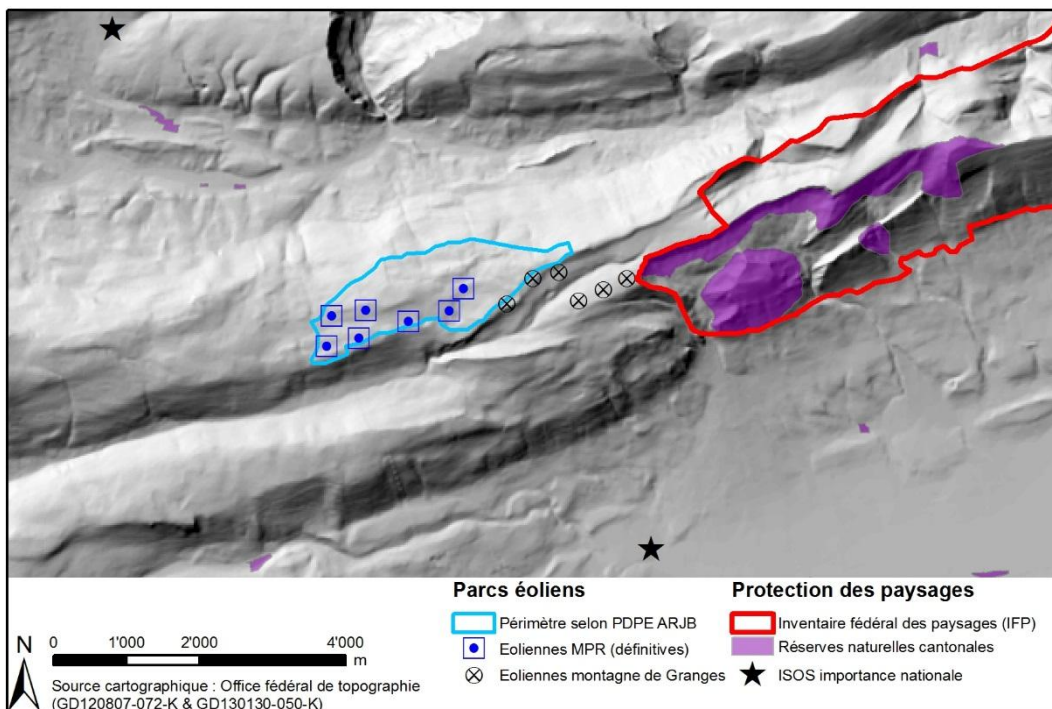 N
0 1'000 2'000 4'000
m
Source cartographique : Office fédéral de topographie
(GD120807-072-K & GD130130-050-K)
Parcs éoliens
Périmètre selon PDPE ARJB
Eoliennes MPR (définitives)
Eoliennes montagne de Granges
Protection des paysages
Inventaire fédéral des paysages (IFP)
Réserves naturelles cantonales
ISOS importance nationale